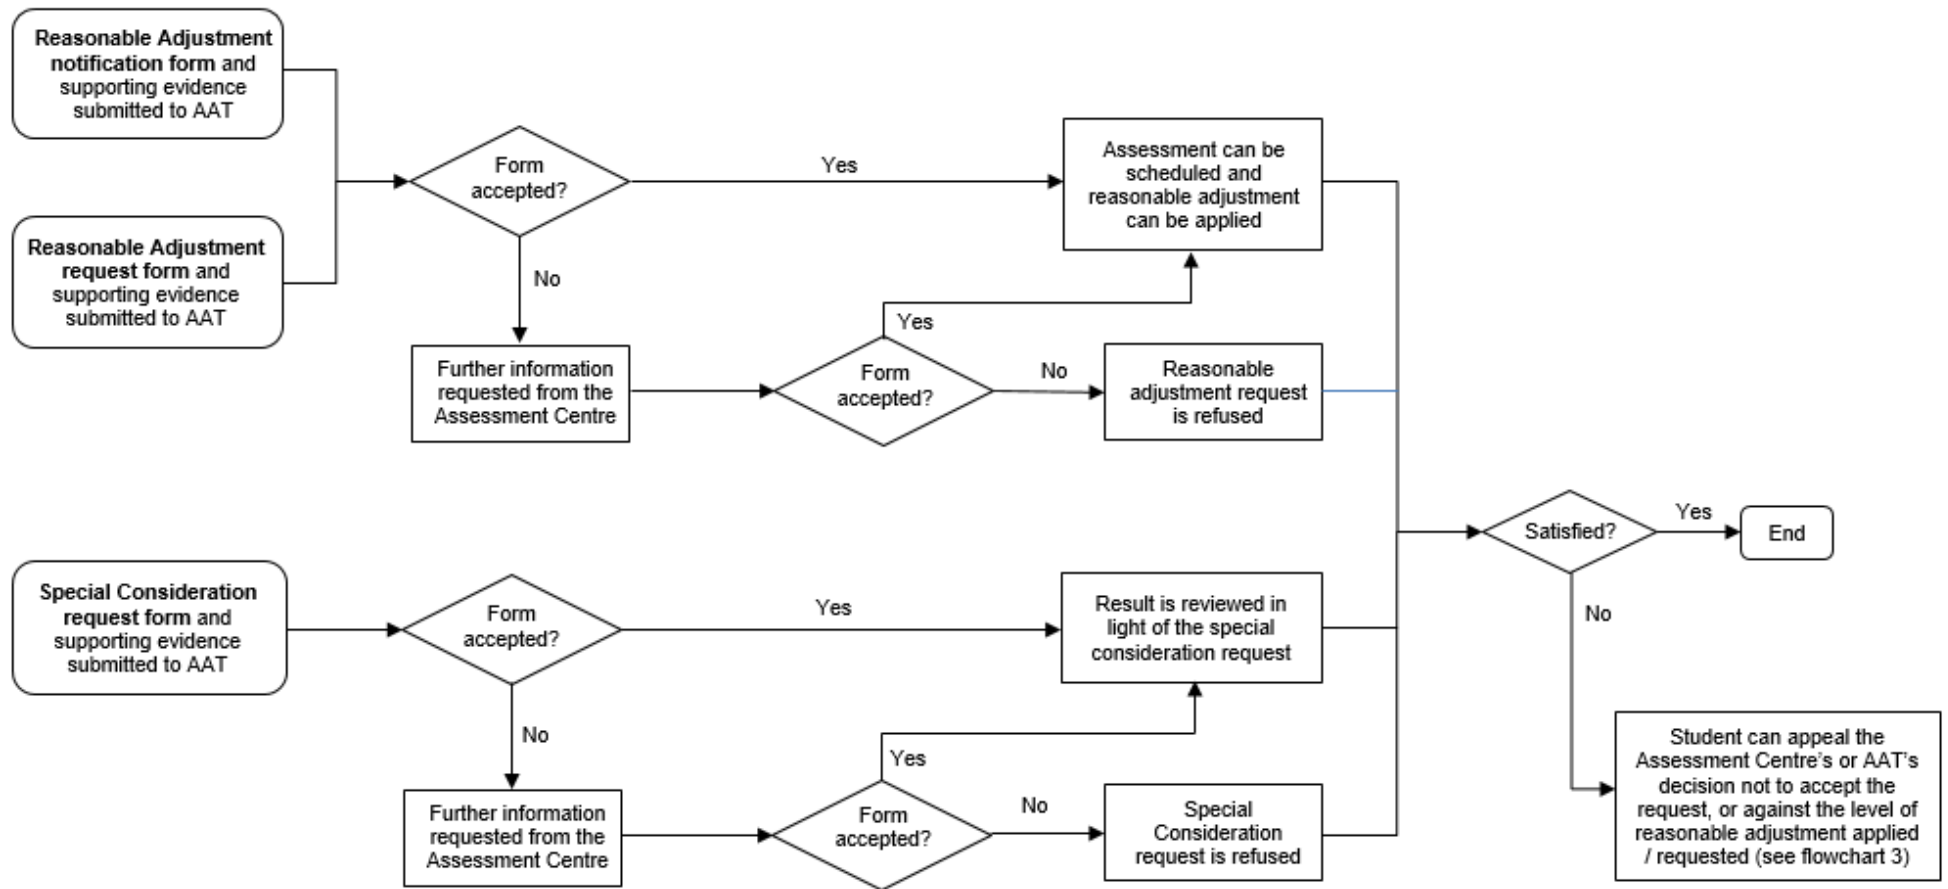 Reasonable Adjustment
notification form and
supporting evidence
submitted to AAT
Reasonable Adjustment
request form and
supporting evidence
submitted to AAT
Form
accepted?
Yes
No
Assessment can be
scheduled and
reasonable adjustment
can be applied
Further information
requested from the
Assessment Centre
Form
accepted?
Yes
No
Reasonable
adjustment request
is refused
Special Consideration
request form and
supporting evidence
submitted to AAT
Form
accepted?
Yes
No
Result is reviewed in
light of the special
consideration request
Further information
requested from the
Assessment Centre
Form
accepted?
Yes
No
Special
Consideration
request is refused
Satisfied?
Yes
End
No
Student can appeal the
Assessment Centre's or AAT's
decision not to accept the
request, or against the level of
reasonable adjustment applied
/ requested (see flowchart 3)